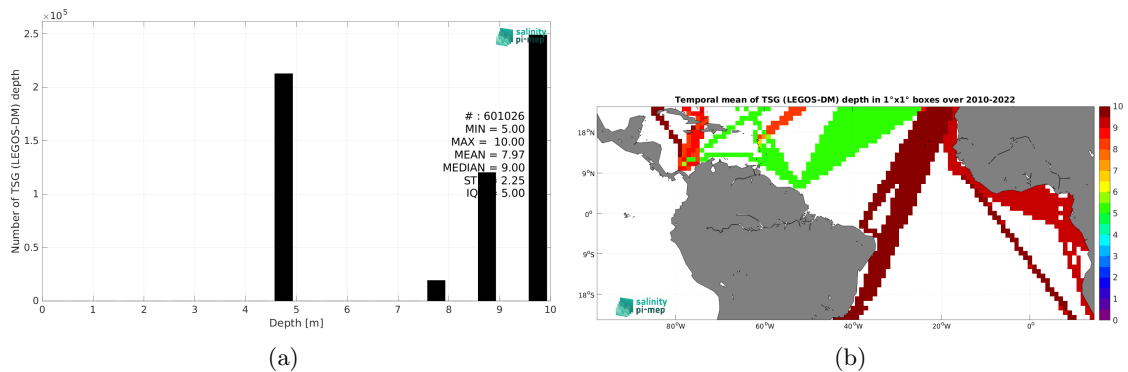 ×10⁵
2.5
2
1.5
1
0.5
0
Number of TSG (LEGOS-DM) depth
salinity
pi-mep
# : 601026
MIN = 5.00
MAX = 10.00
MEAN = 7.97
MEDIAN = 9.00
ST 2.25
IQ = 5.00
0 1 2 3 4 5 6 7 8 9 10
Depth [m]
(a)
Temporal mean of TSG (LEGOS-DM) depth in 1°x1° boxes over 2010-2022
18°N
9°N
0°
9°S
18°S
80°W 60°W 40°W 20°W 0°
salinity
pi-mep
10
9
8
7
6
5
4
3
2
1
0
(b)